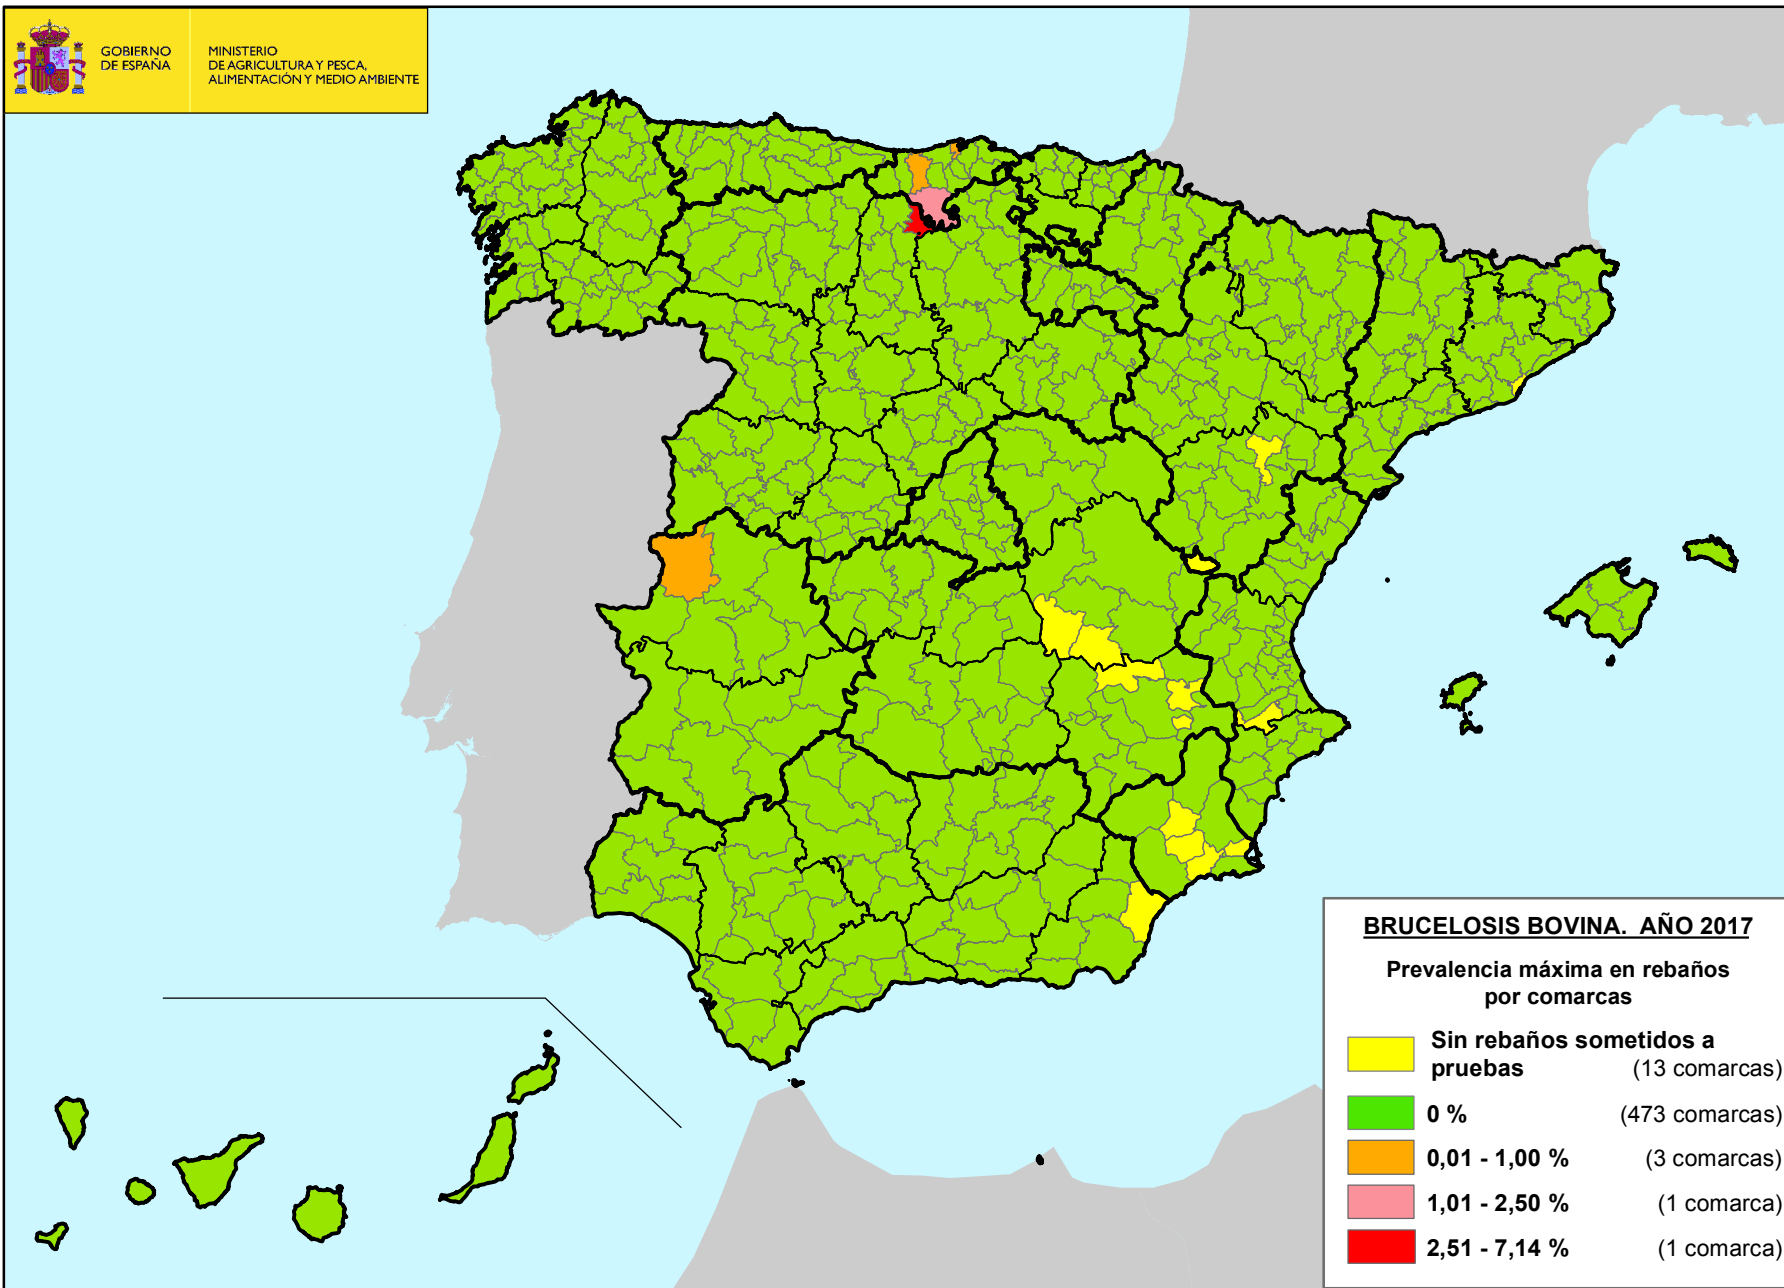 GOBIERNO
DE ESPAÑA
MINISTERIO
DE AGRICULTURA Y PESCA,
ALIMENTACIÓN Y MEDIO AMBIENTE
BRUCELOSIS BOVINA. AÑO 2017
Prevalencia máxima en rebaños
por comarcas
Sin rebaños sometidos a
pruebas (13 comarcas)
0 % (473 comarcas)
0,01 - 1,00 % (3 comarcas)
1,01 - 2,50 % (1 comarca)
2,51 - 7,14 % (1 comarca)